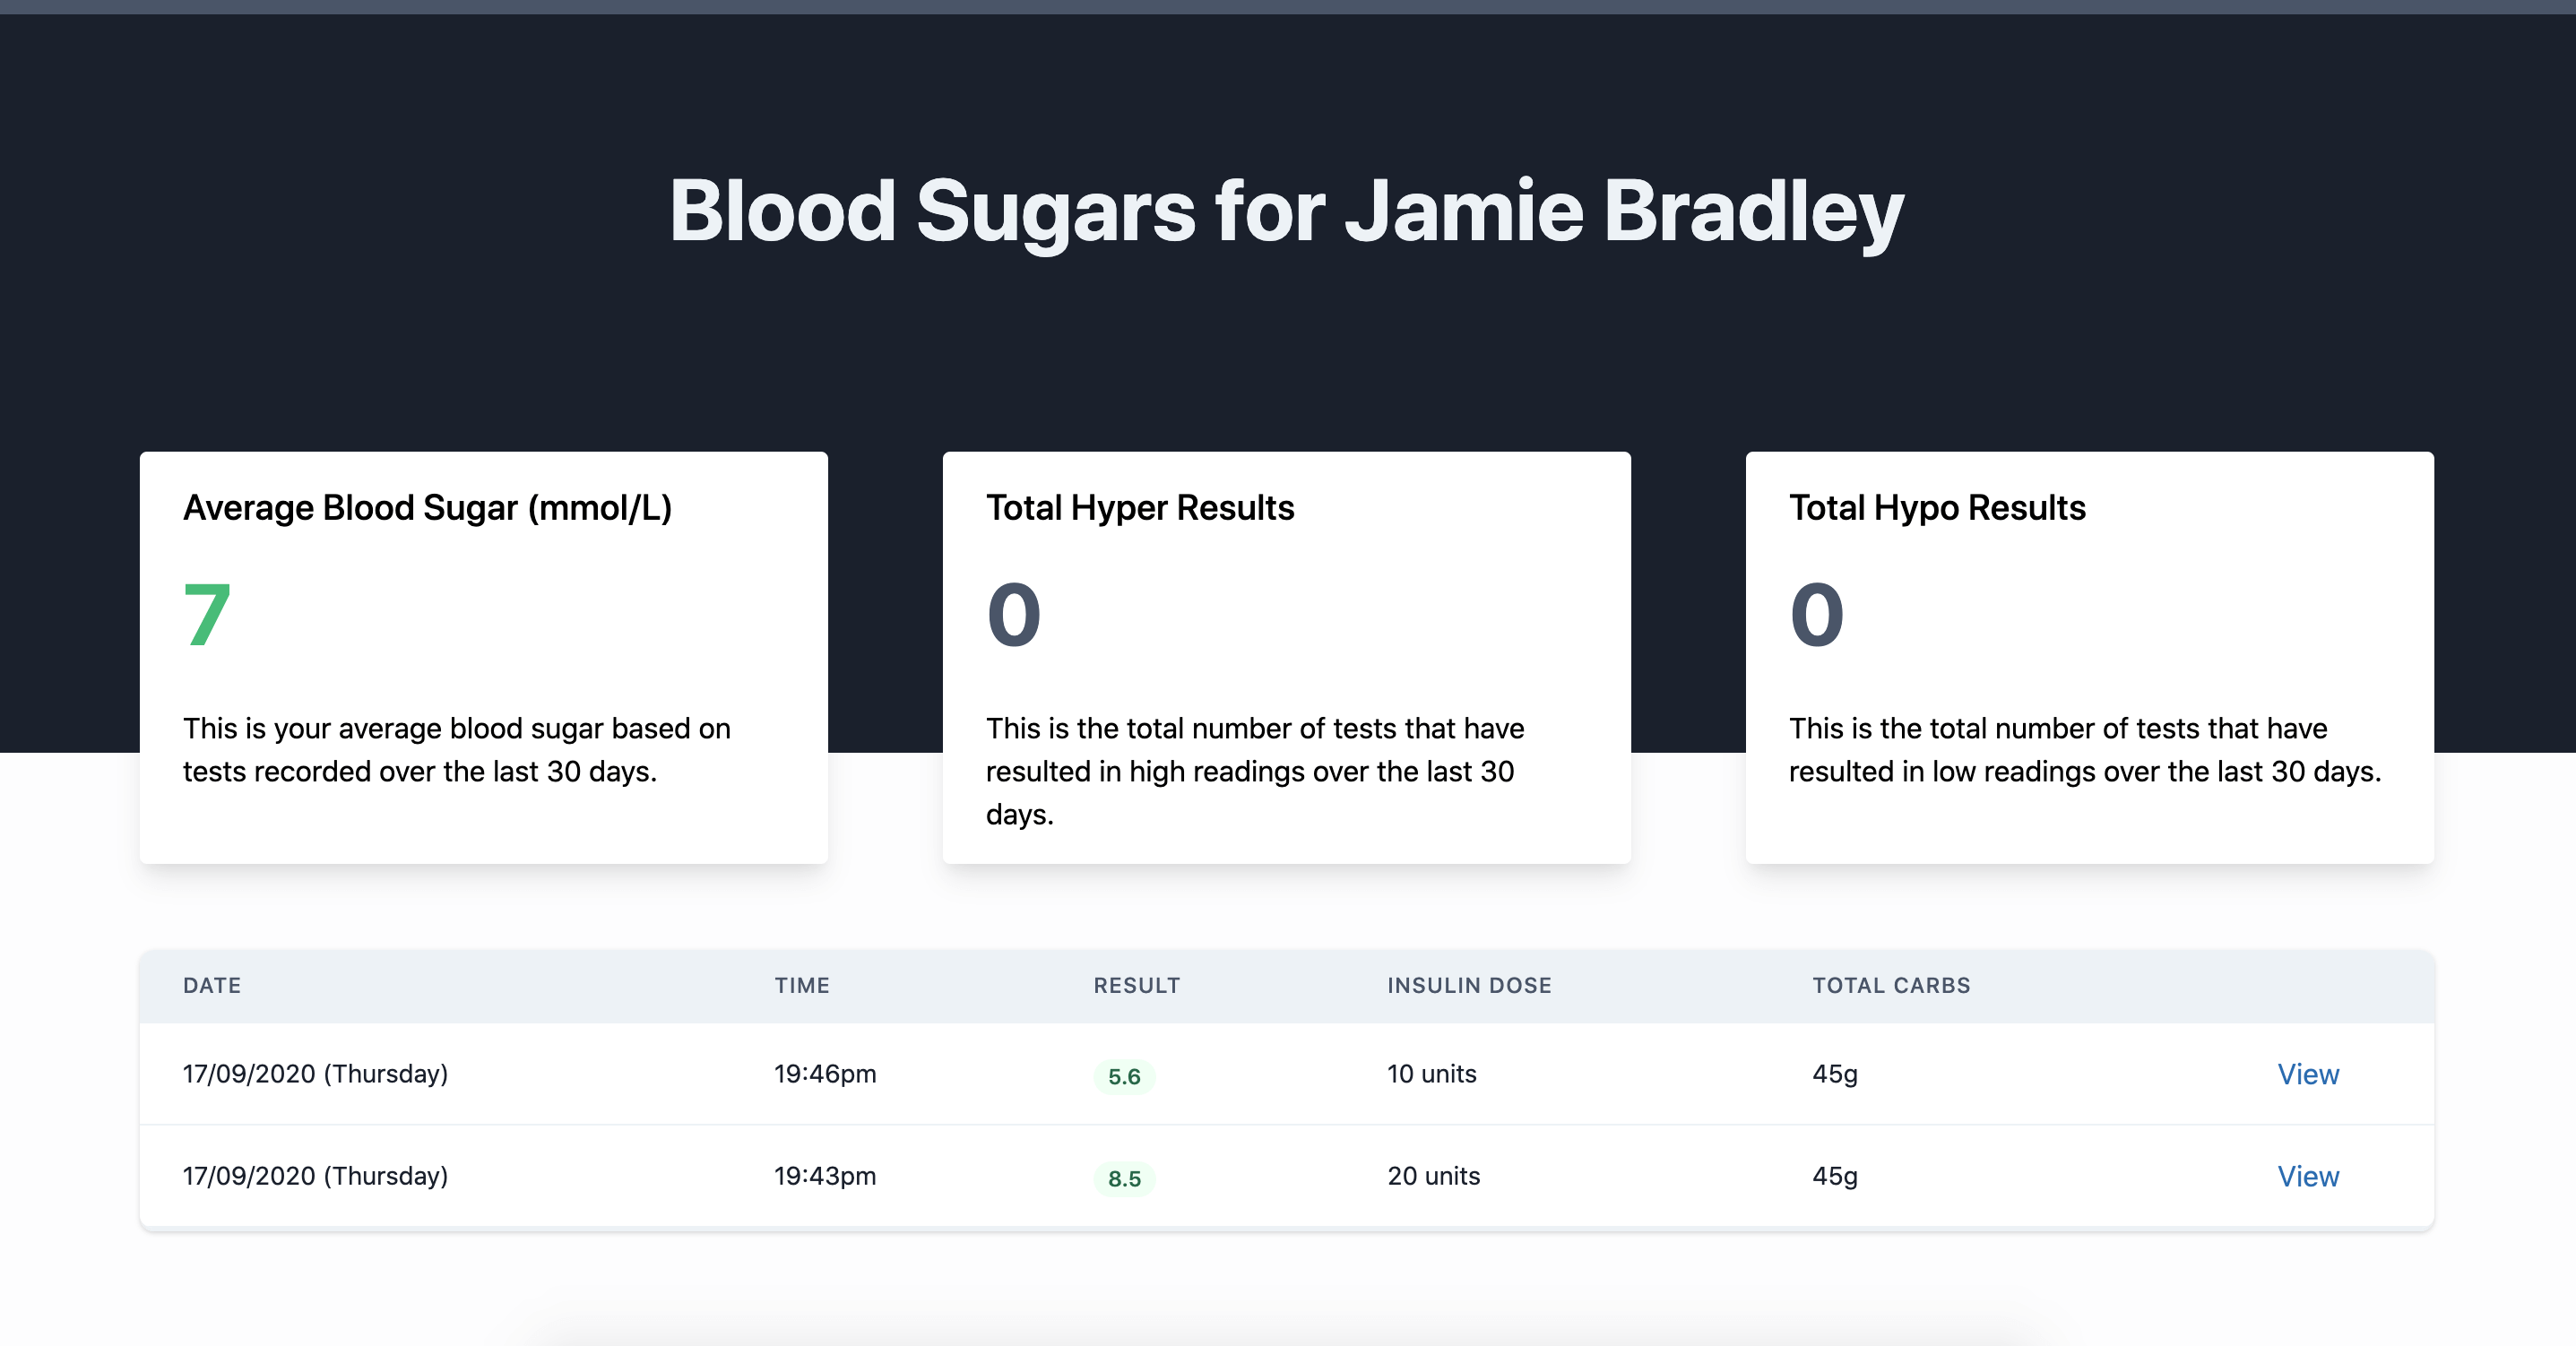 Blood Sugars for Jamie Bradley
Average Blood Sugar (mmol/L)
7
This is your average blood sugar based on
tests recorded over the last 30 days.
Total Hyper Results
0
This is the total number of tests that have
resulted in high readings over the last 30
days.
Total Hypo Results
0
This is the total number of tests that have
resulted in low readings over the last 30 days.
DATE TIME RESULT INSULIN DOSE TOTAL CARBS
17/09/2020 (Thursday) 19:46pm 5.6 10 units 45g View
17/09/2020 (Thursday) 19:43pm 8.5 20 units 45g View